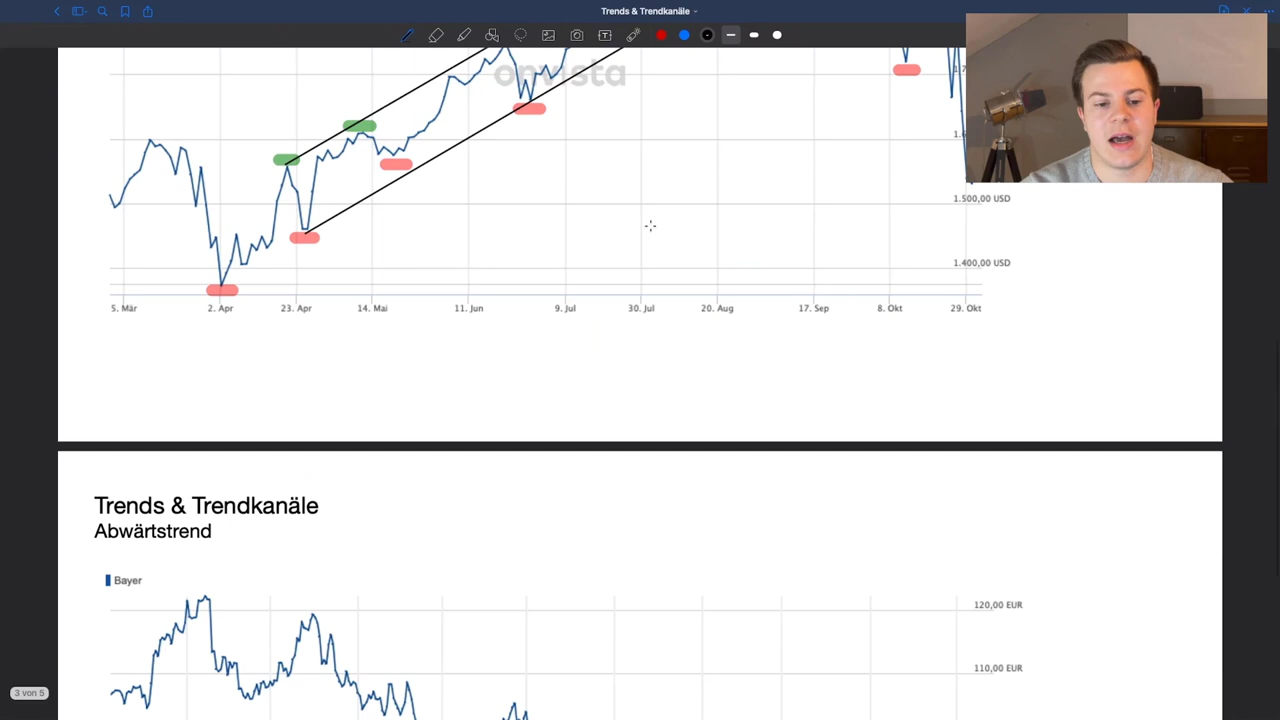 Trends & Trendkanäle
onvista
1.500,00 USD
1.400,00 USD
5. Mär
2. Apr
23. Apr
14. Mai
11. Jun
9. Jul
30. Jul
20. Aug
17. Sep
8. Okt
29. Okt
Trends & Trendkanäle
Abwärtstrend
Bayer
120,00 EUR
110,00 EUR
3 von 5